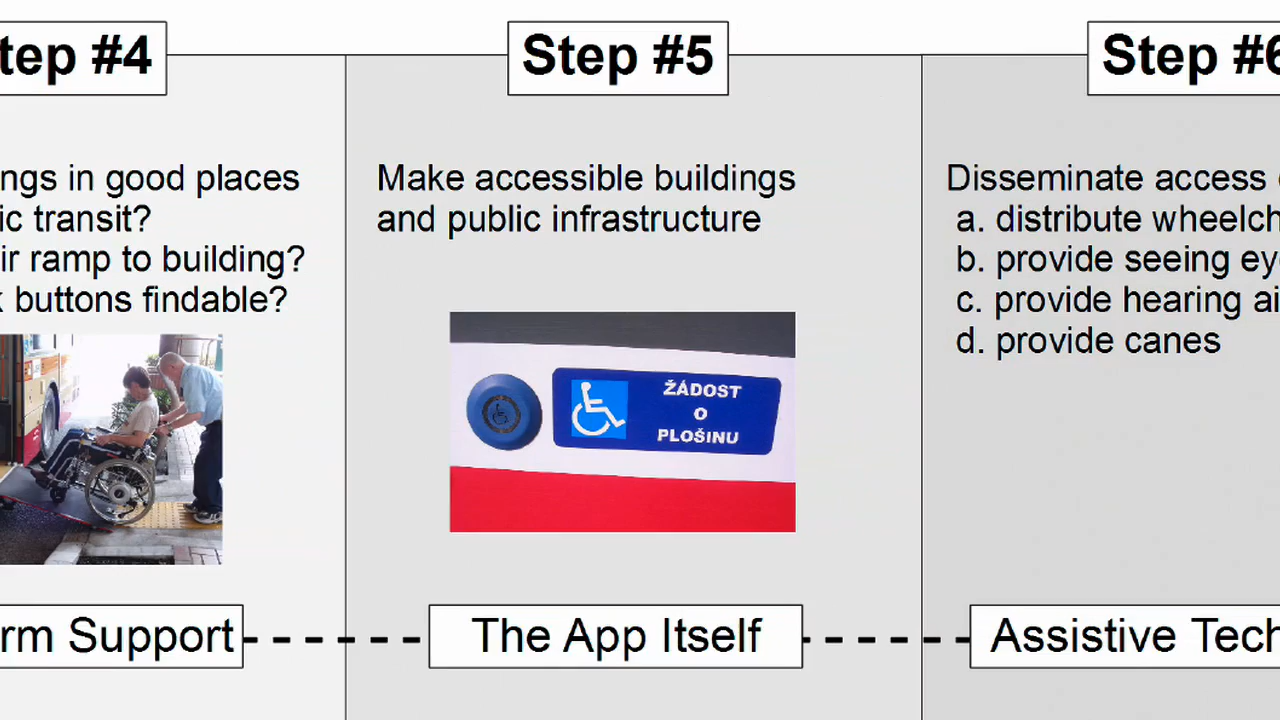 tep #4
ngs in good places
ic transit?
ir ramp to building?
k buttons findable?
rm Support
Step #5
Make accessible buildings
and public infrastructure
ŽÁDOST
O
PLOŠINU
The App Itself
Step #6
Disseminate access
a. distribute wheelch
b. provide seeing ey
c. provide hearing ai
d. provide canes
Assistive Tech